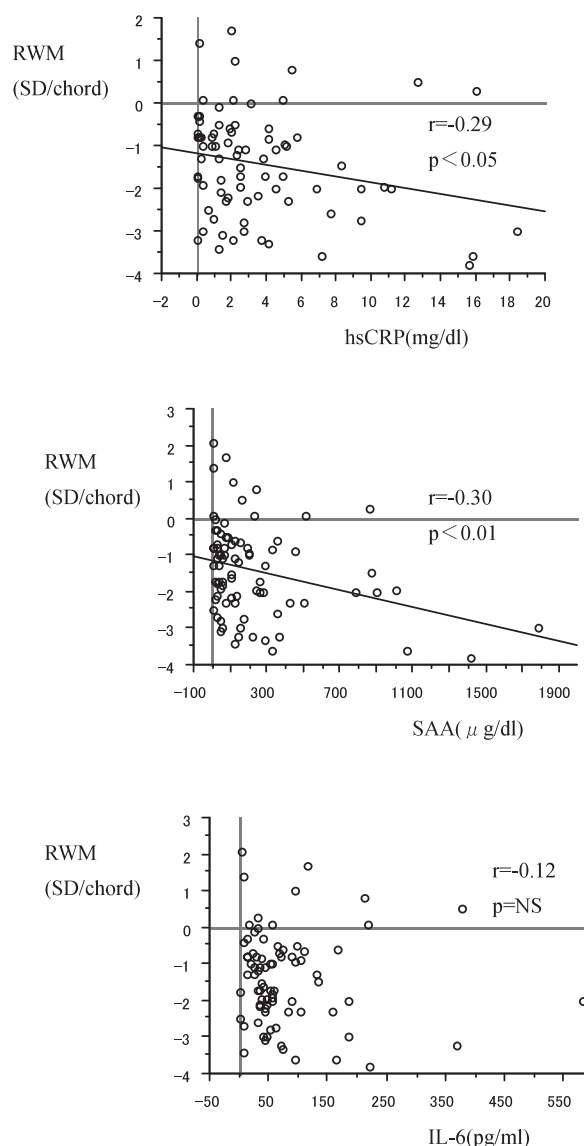 RWM
(SD/chord)
2
1
0
-1
-2
-3
-4
r=-0.29
p<0.05
-2 0 2 4 6 8 10 12 14 16 18 20
hsCRP(mg/dl)
RWM
(SD/chord)
3
2
1
0
-1
-2
-3
-4
r=-0.30
p<0.01
-100 300 700 1100 1500 1900
SAA(μg/dl)
RWM
(SD/chord)
3
2
1
0
-1
-2
-3
-4
r=-0.12
p=NS
-50 50 150 250 350 450 550
IL-6(pg/ml)